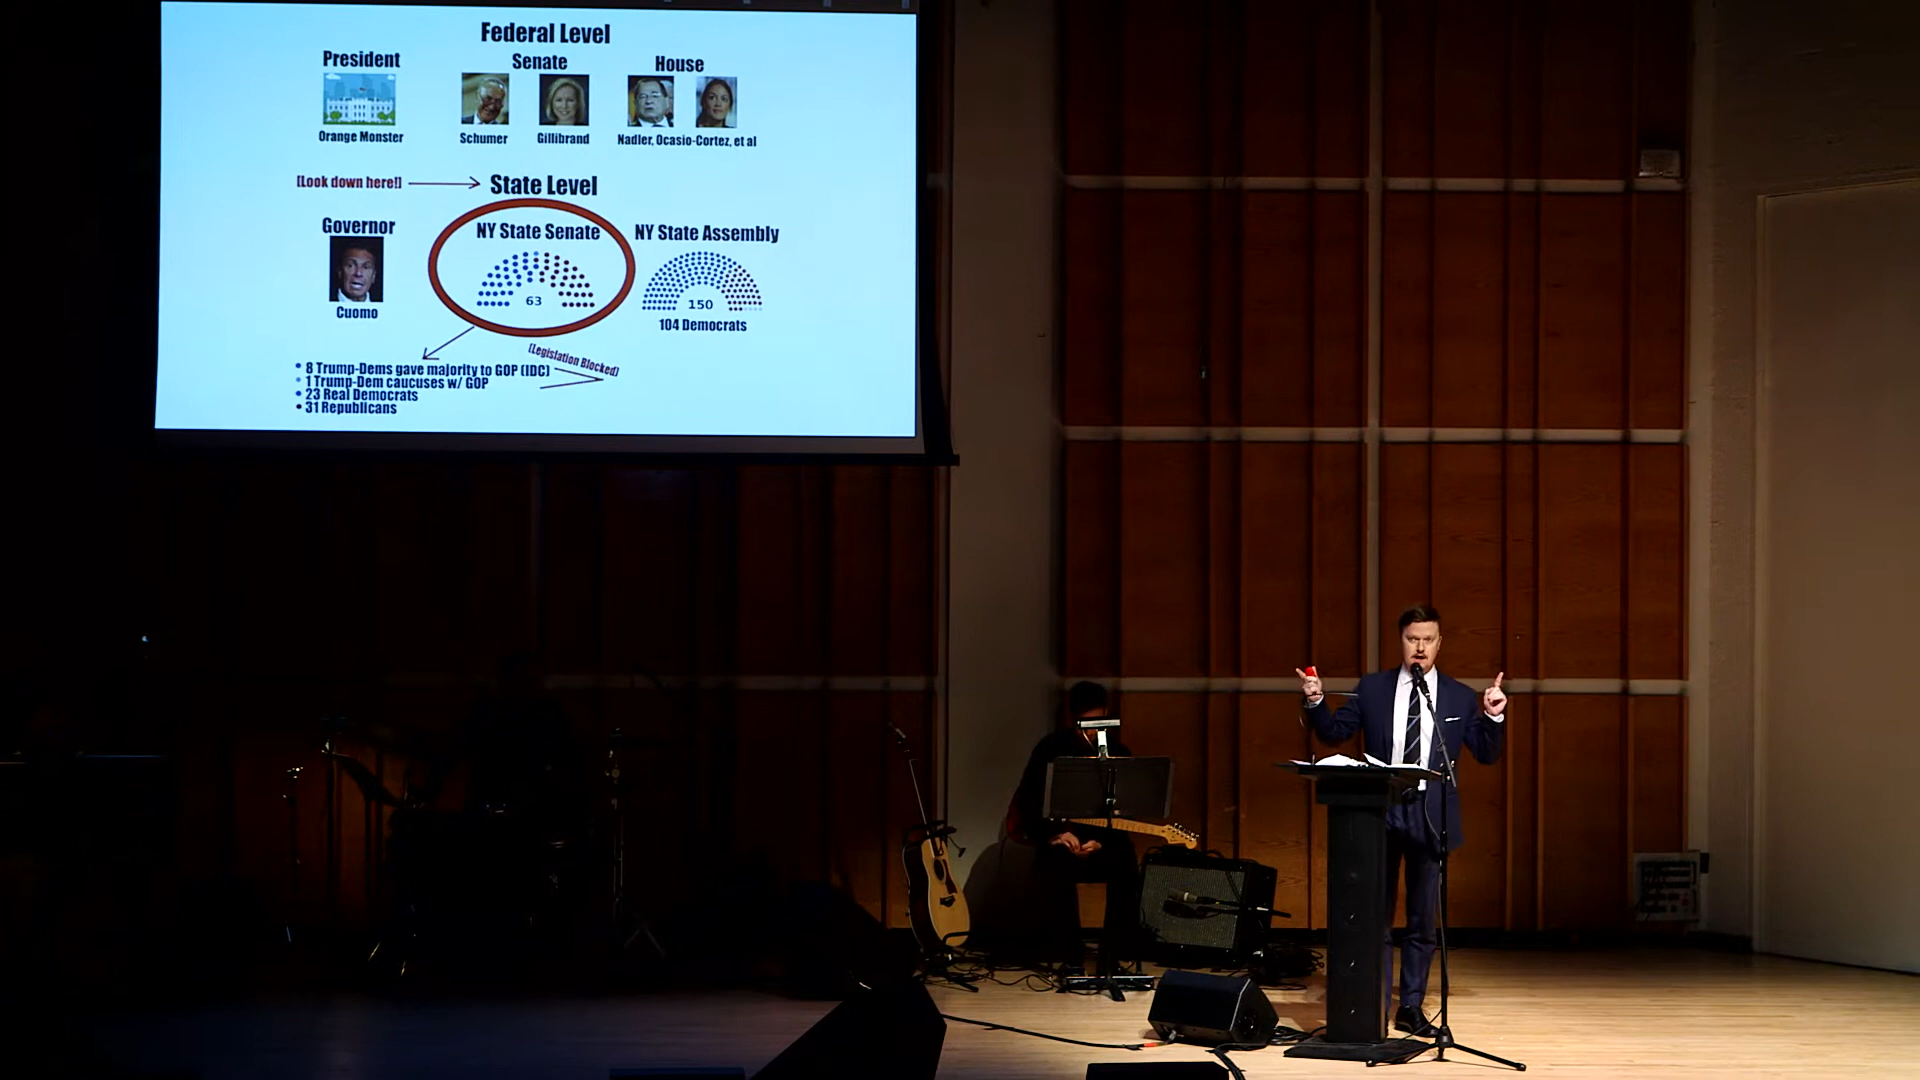 Federal Level
President
Senate
House
Orange Monster
Schumer
Gillibrand
Nadler, Ocasio-Cortez, et al
[Look down here!]
State Level
Governor
NY State Senate
NY State Assembly
63
150
Cuomo
104 Democrats
[Legislation Blocked]
• 8 Trump-Dems gave majority to GOP (IDC)
• 1 Trump-Dem caucuses w/ GOP
• 23 Real Democrats
• 31 Republicans